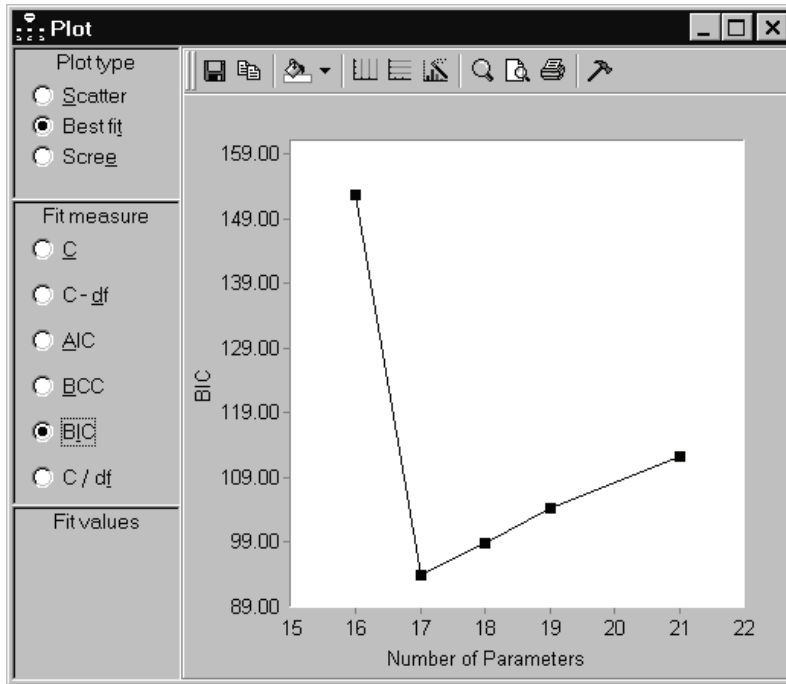 Plot
Plot type
Scatter
Best fit
Scree
Fit measure
C
C - df
AIC
BCC
BIC
C / df
Fit values
159.00
149.00
139.00
129.00
119.00
109.00
99.00
89.00
BIC
15 16 17 18 19 20 21 22
Number of Parameters